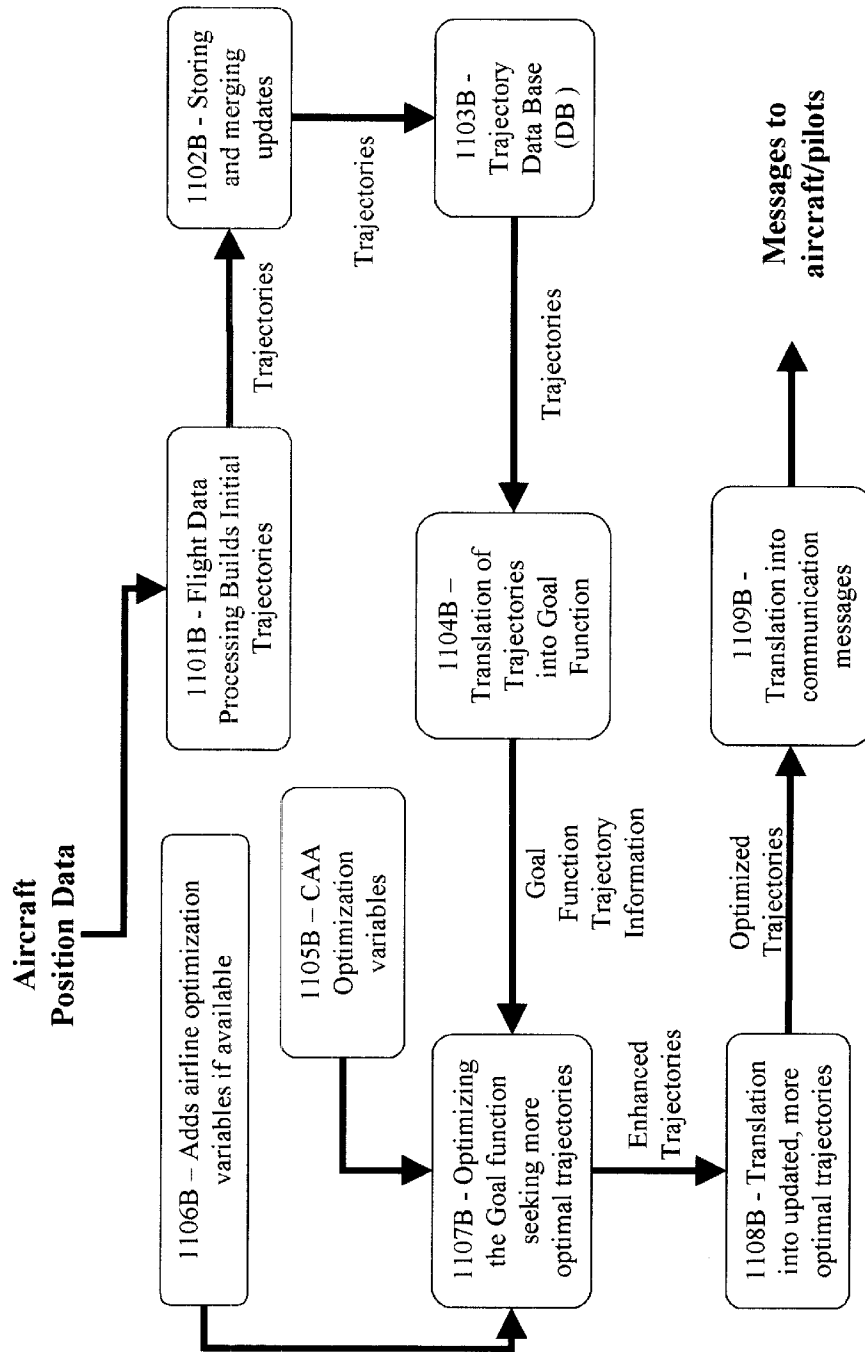 Aircraft
Position Data
1106B – Adds airline optimization
variables if available
1105B – CAA
Optimization
variables
1101B - Flight Data
Processing Builds Initial
Trajectories
Trajectories
1102B - Storing
and merging
updates
Trajectories
1103B -
Trajectory
Data Base
(DB )
Trajectories
1104B –
Translation of
Trajectories
into Goal
Function
Goal
Function
Trajectory
Information
1107B - Optimizing
the Goal function
seeking more
optimal trajectories
Enhanced
Trajectories
1108B - Translation
into updated, more
optimal trajectories
Optimized
Trajectories
1109B -
Translation into
communication
messages
Messages to
aircraft/pilots